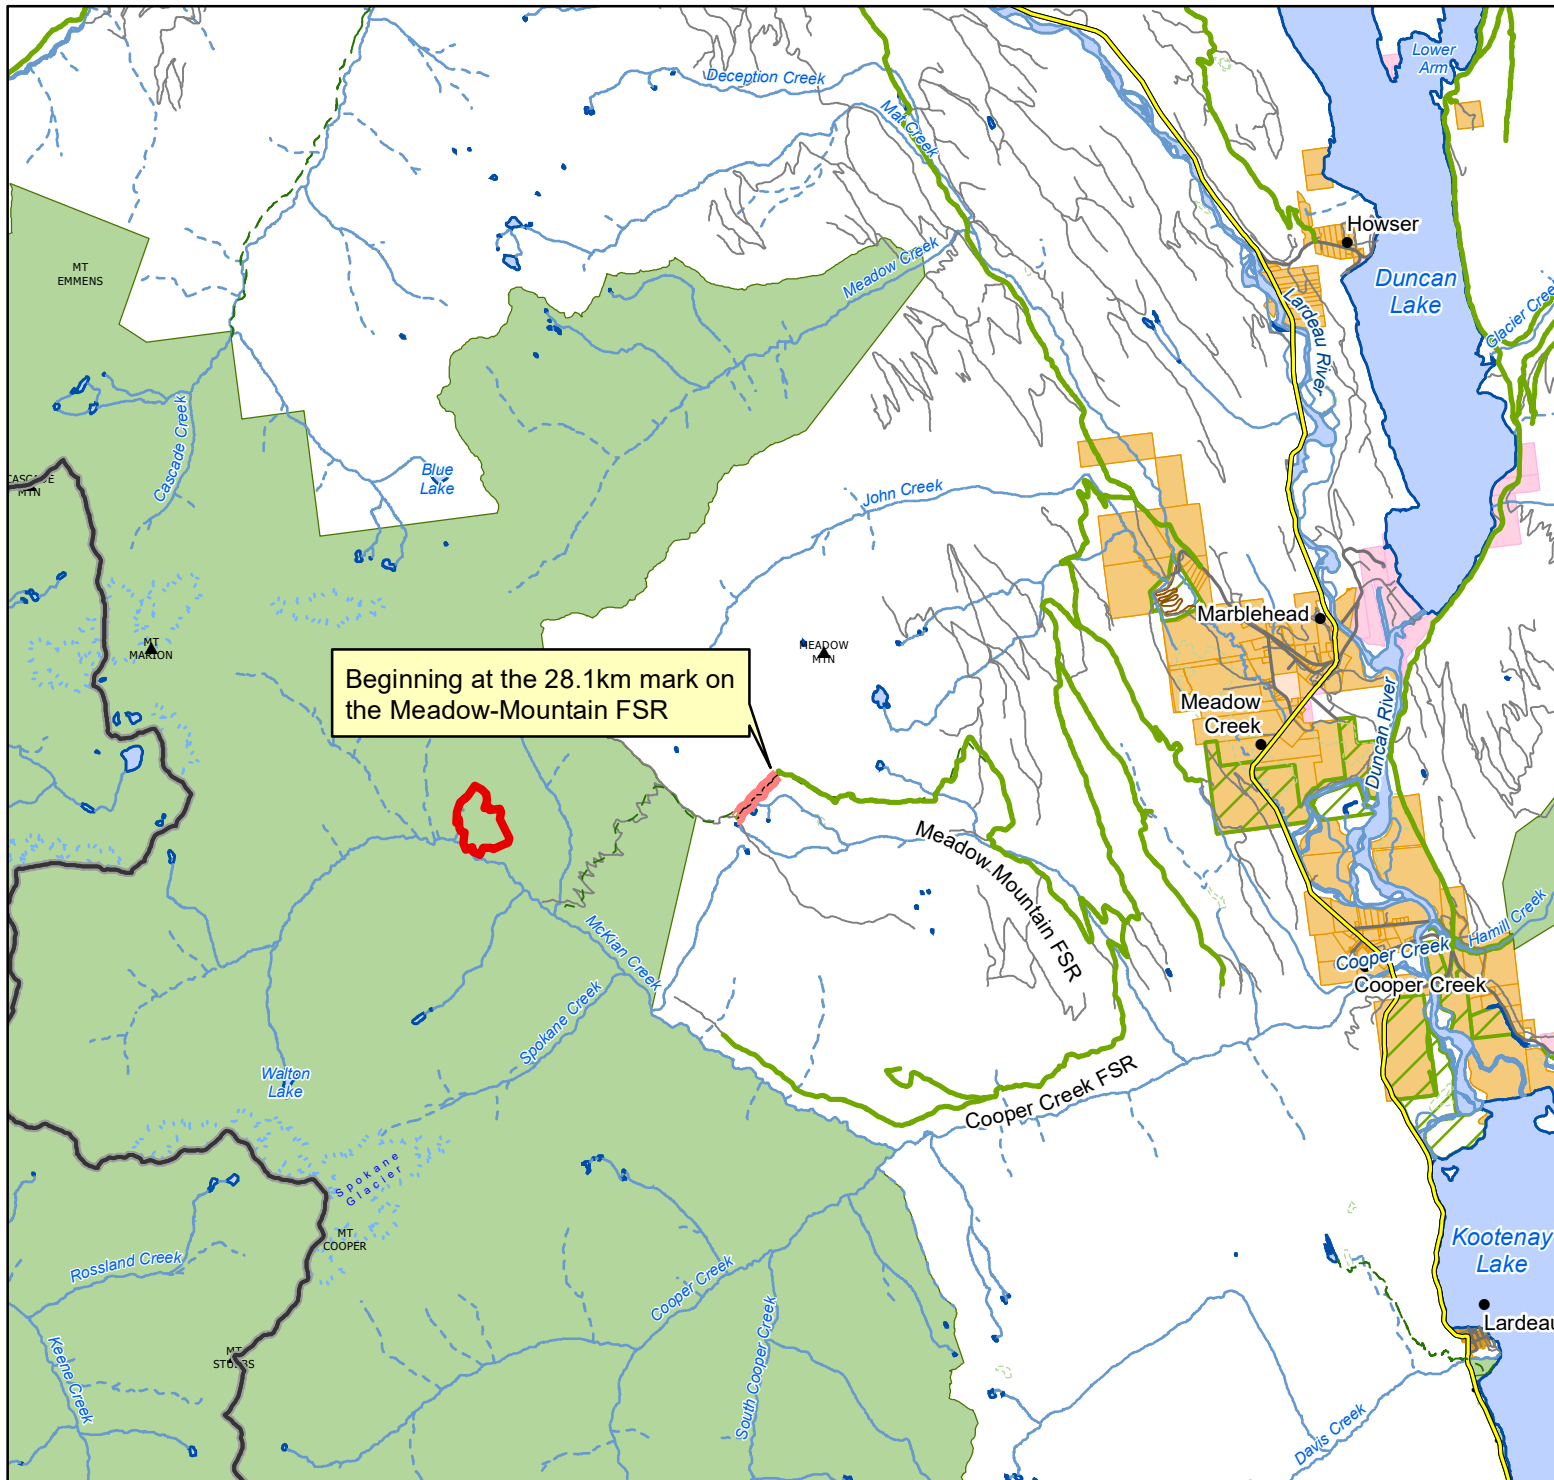 Lower
Arm
Deception Creek
Mat Creek
Howser
Meadow Creek
MT
EMMENS
Duncan
Lake
Glacier Creek
Lardeau River
Cascade Creek
Blue
Lake
CASCADE
MTN
John Creek
Marblehead
MT
MARION
MEADOW
MTN
Beginning at the 28.1km mark on
the Meadow-Mountain FSR
Meadow
Creek
Duncan River
Meadow-Mountain FSR
McKian Creek
Hamill Creek
Cooper Creek
Cooper Creek
Spokane Creek
Walton
Lake
Cooper Creek FSR
Spokane
Glacier
MT
COOPER
Kootenay
Lake
Rossland Creek
Cooper Creek
South Cooper Creek
Lardeau
Keene Creek
MT
STUBBS
Davis Creek